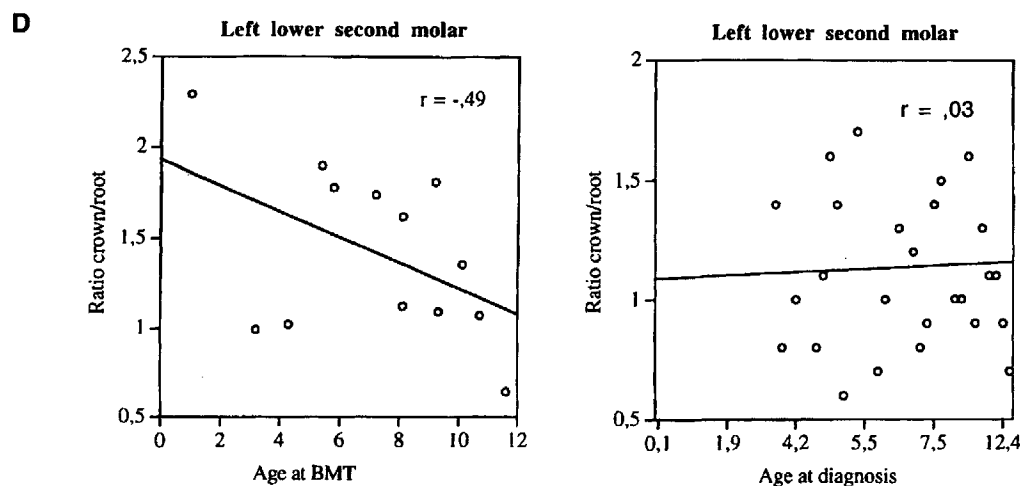 D
Left lower second molar
2,5
2
1,5
1
0,5
Ratio crown/root
r = -,49
0 2 4 6 8 10 12
Age at BMT
Left lower second molar
2
1,5
1
0,5
Ratio crown/root
r = ,03
0,1 1,9 4,2 5,5 7,5 12,4
Age at diagnosis